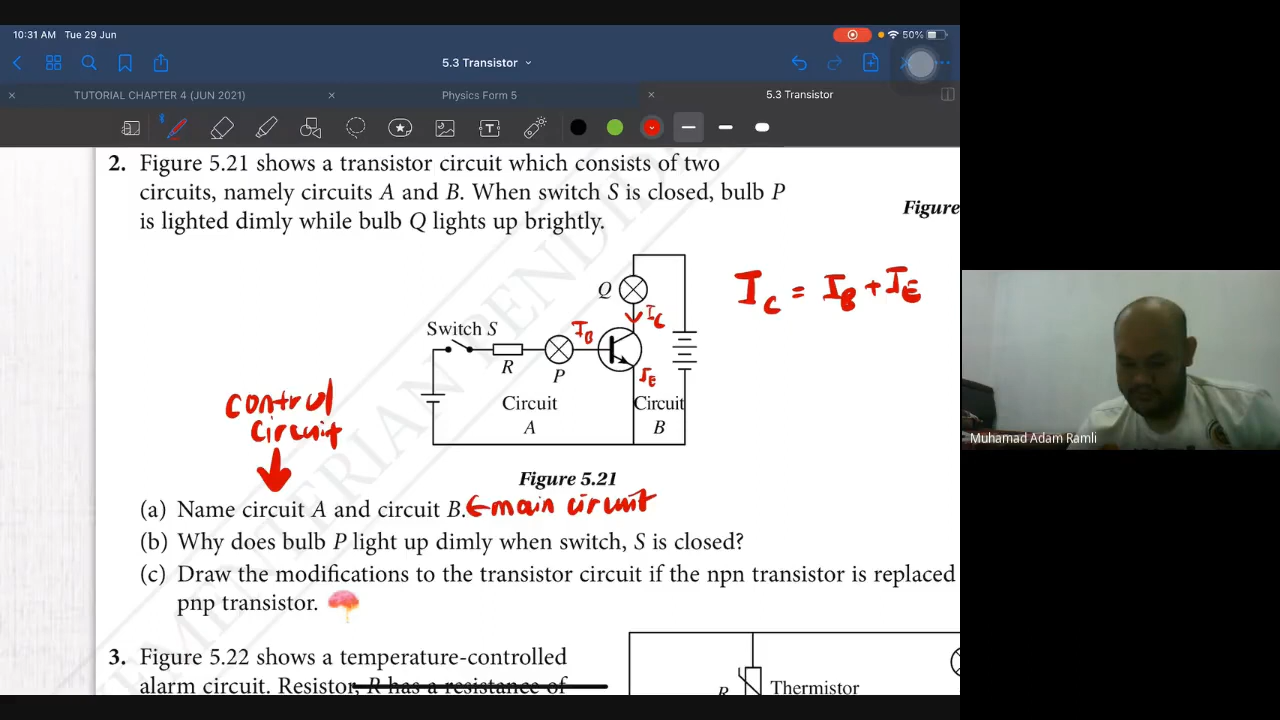 10:31 AM Tue 29 Jun
50%
5.3 Transistor
TUTORIAL CHAPTER 4 (JUN 2021)
Physics Form 5
5.3 Transistor
2. Figure 5.21 shows a transistor circuit which consists of two
circuits, namely circuits A and B. When switch S is closed, bulb P
is lighted dimly while bulb Q lights up brightly.
Figure
Q
I_C = I_B + I_E
I_C
Switch S
I_B
R
P
I_E
Circuit
A
Circuit
B
control
circuit
Figure 5.21
(a) Name circuit A and circuit B. ← main circuit
(b) Why does bulb P light up dimly when switch, S is closed?
(c) Draw the modifications to the transistor circuit if the npn transistor is replaced
pnp transistor.
3. Figure 5.22 shows a temperature-controlled
alarm circuit. Resistor, R has a resistance of
R
Thermistor
Muhamad Adam Ramli